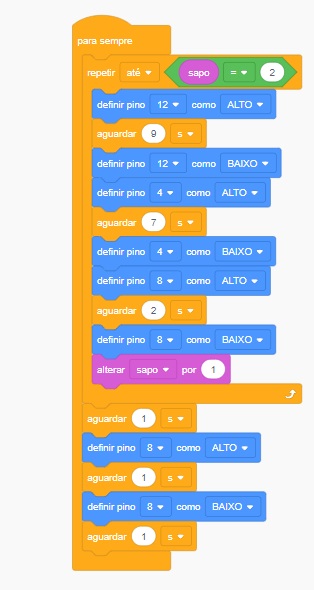 para sempre
repetir até sapo = 2
definir pino 12 como ALTO
aguardar 9 s
definir pino 12 como BAIXO
definir pino 4 como ALTO
aguardar 7 s
definir pino 4 como BAIXO
definir pino 8 como ALTO
aguardar 2 s
definir pino 8 como BAIXO
alterar sapo por 1
aguardar 1 s
definir pino 8 como ALTO
aguardar 1 s
definir pino 8 como BAIXO
aguardar 1 s